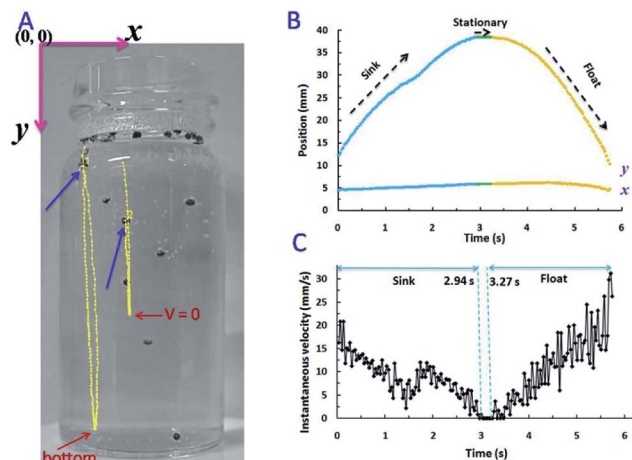 A
(0, 0)
x
y
V = 0
bottom
B
Position (mm)
45
40
35
30
25
20
15
10
5
0
Sink
Stationary
Float
y
x
0 1 2 3 4 5 6
Time (s)
C
Instantaneous velocity (mm/s)
30
25
20
15
10
5
0
Sink 2.94 s 3.27 s Float
0 1 2 3 4 5 6
Time (s)